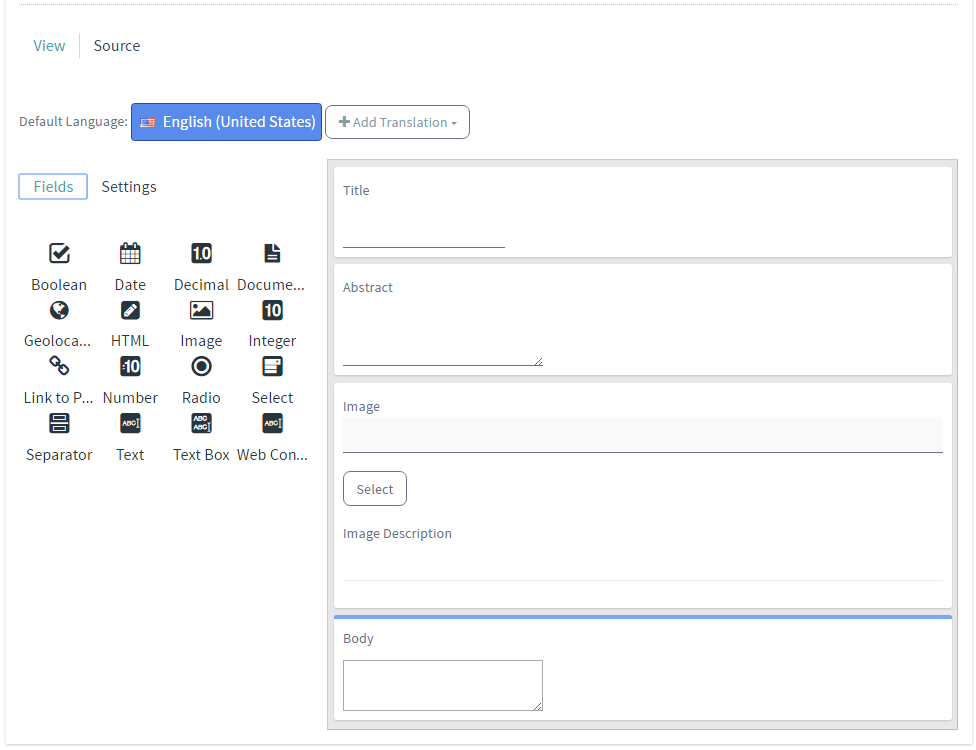 View Source
Default Language: English (United States) Add Translation
Fields Settings
Boolean Date Decimal Docume...
Geoloca... HTML Image Integer
Link to P... Number Radio Select
Separator Text Text Box Web Con...
Title
Abstract
Image
Select
Image Description
Body